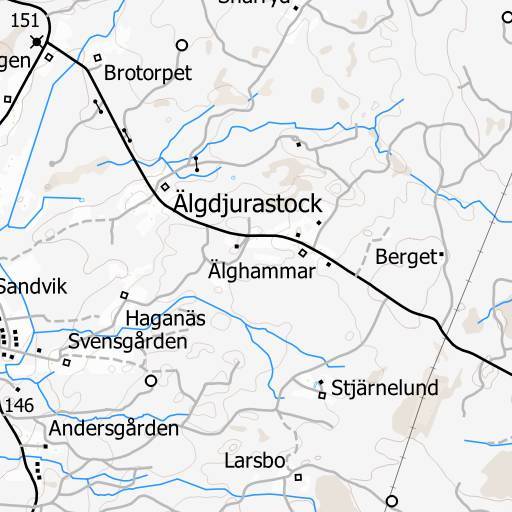 151
Brotorpet
Älgdjurastock
Älghammar
Berget
Sandvik
Haganäs
Svensgården
Stjärnelund
146
Andersgården
Larsbo